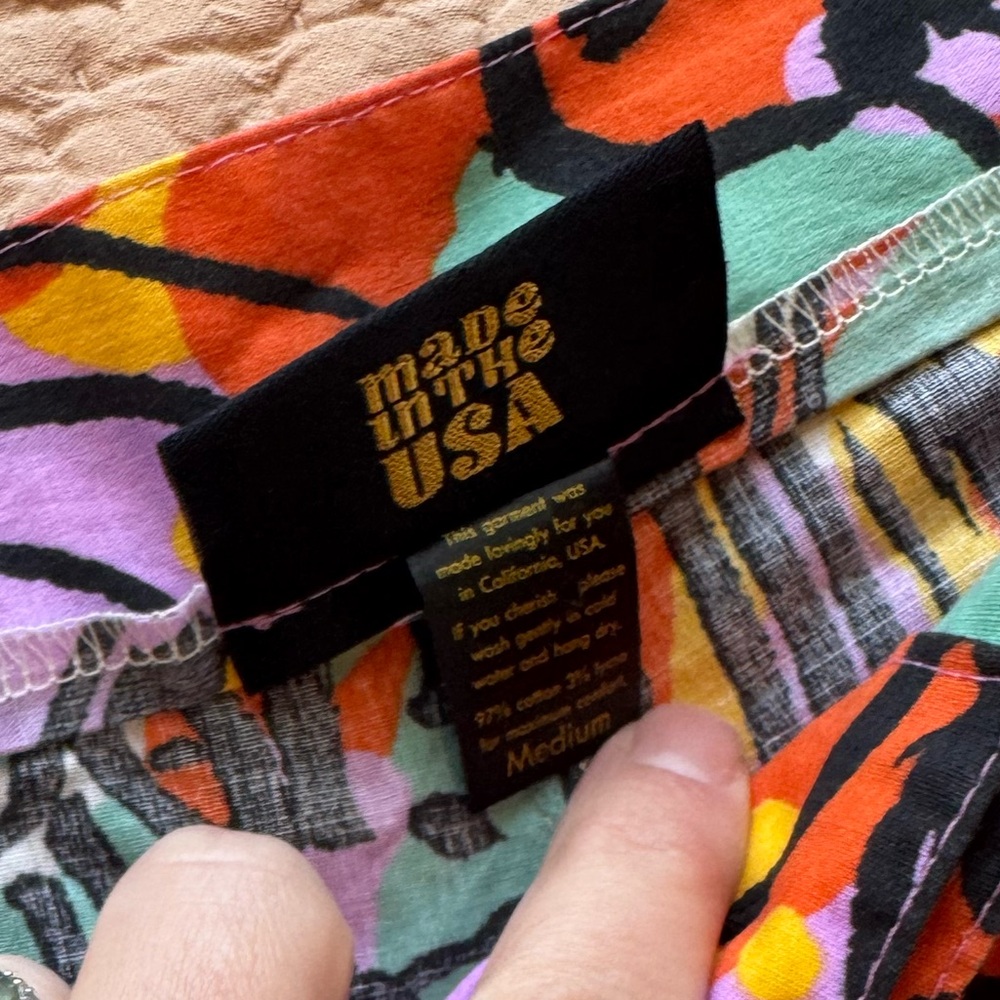 made
in THE
USA
This garment was
made lovingly for you
in California, USA.
If you cherish, please
wash gently in cold
water and hang dry.
97% cotton 3% lycra
for maximum comfort.
Medium